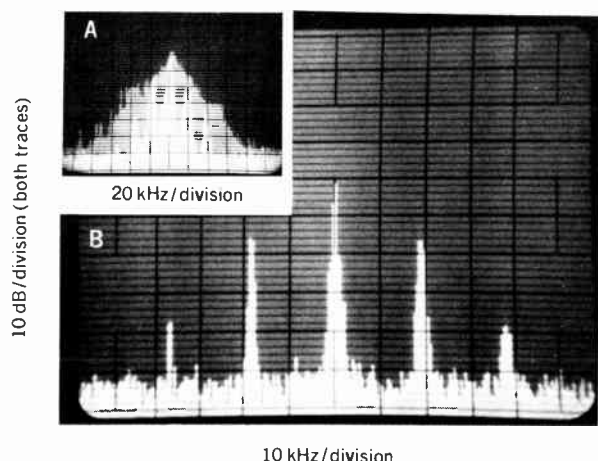 A
20 kHz/division
10 dB/division (both traces)
B
10 kHz/division